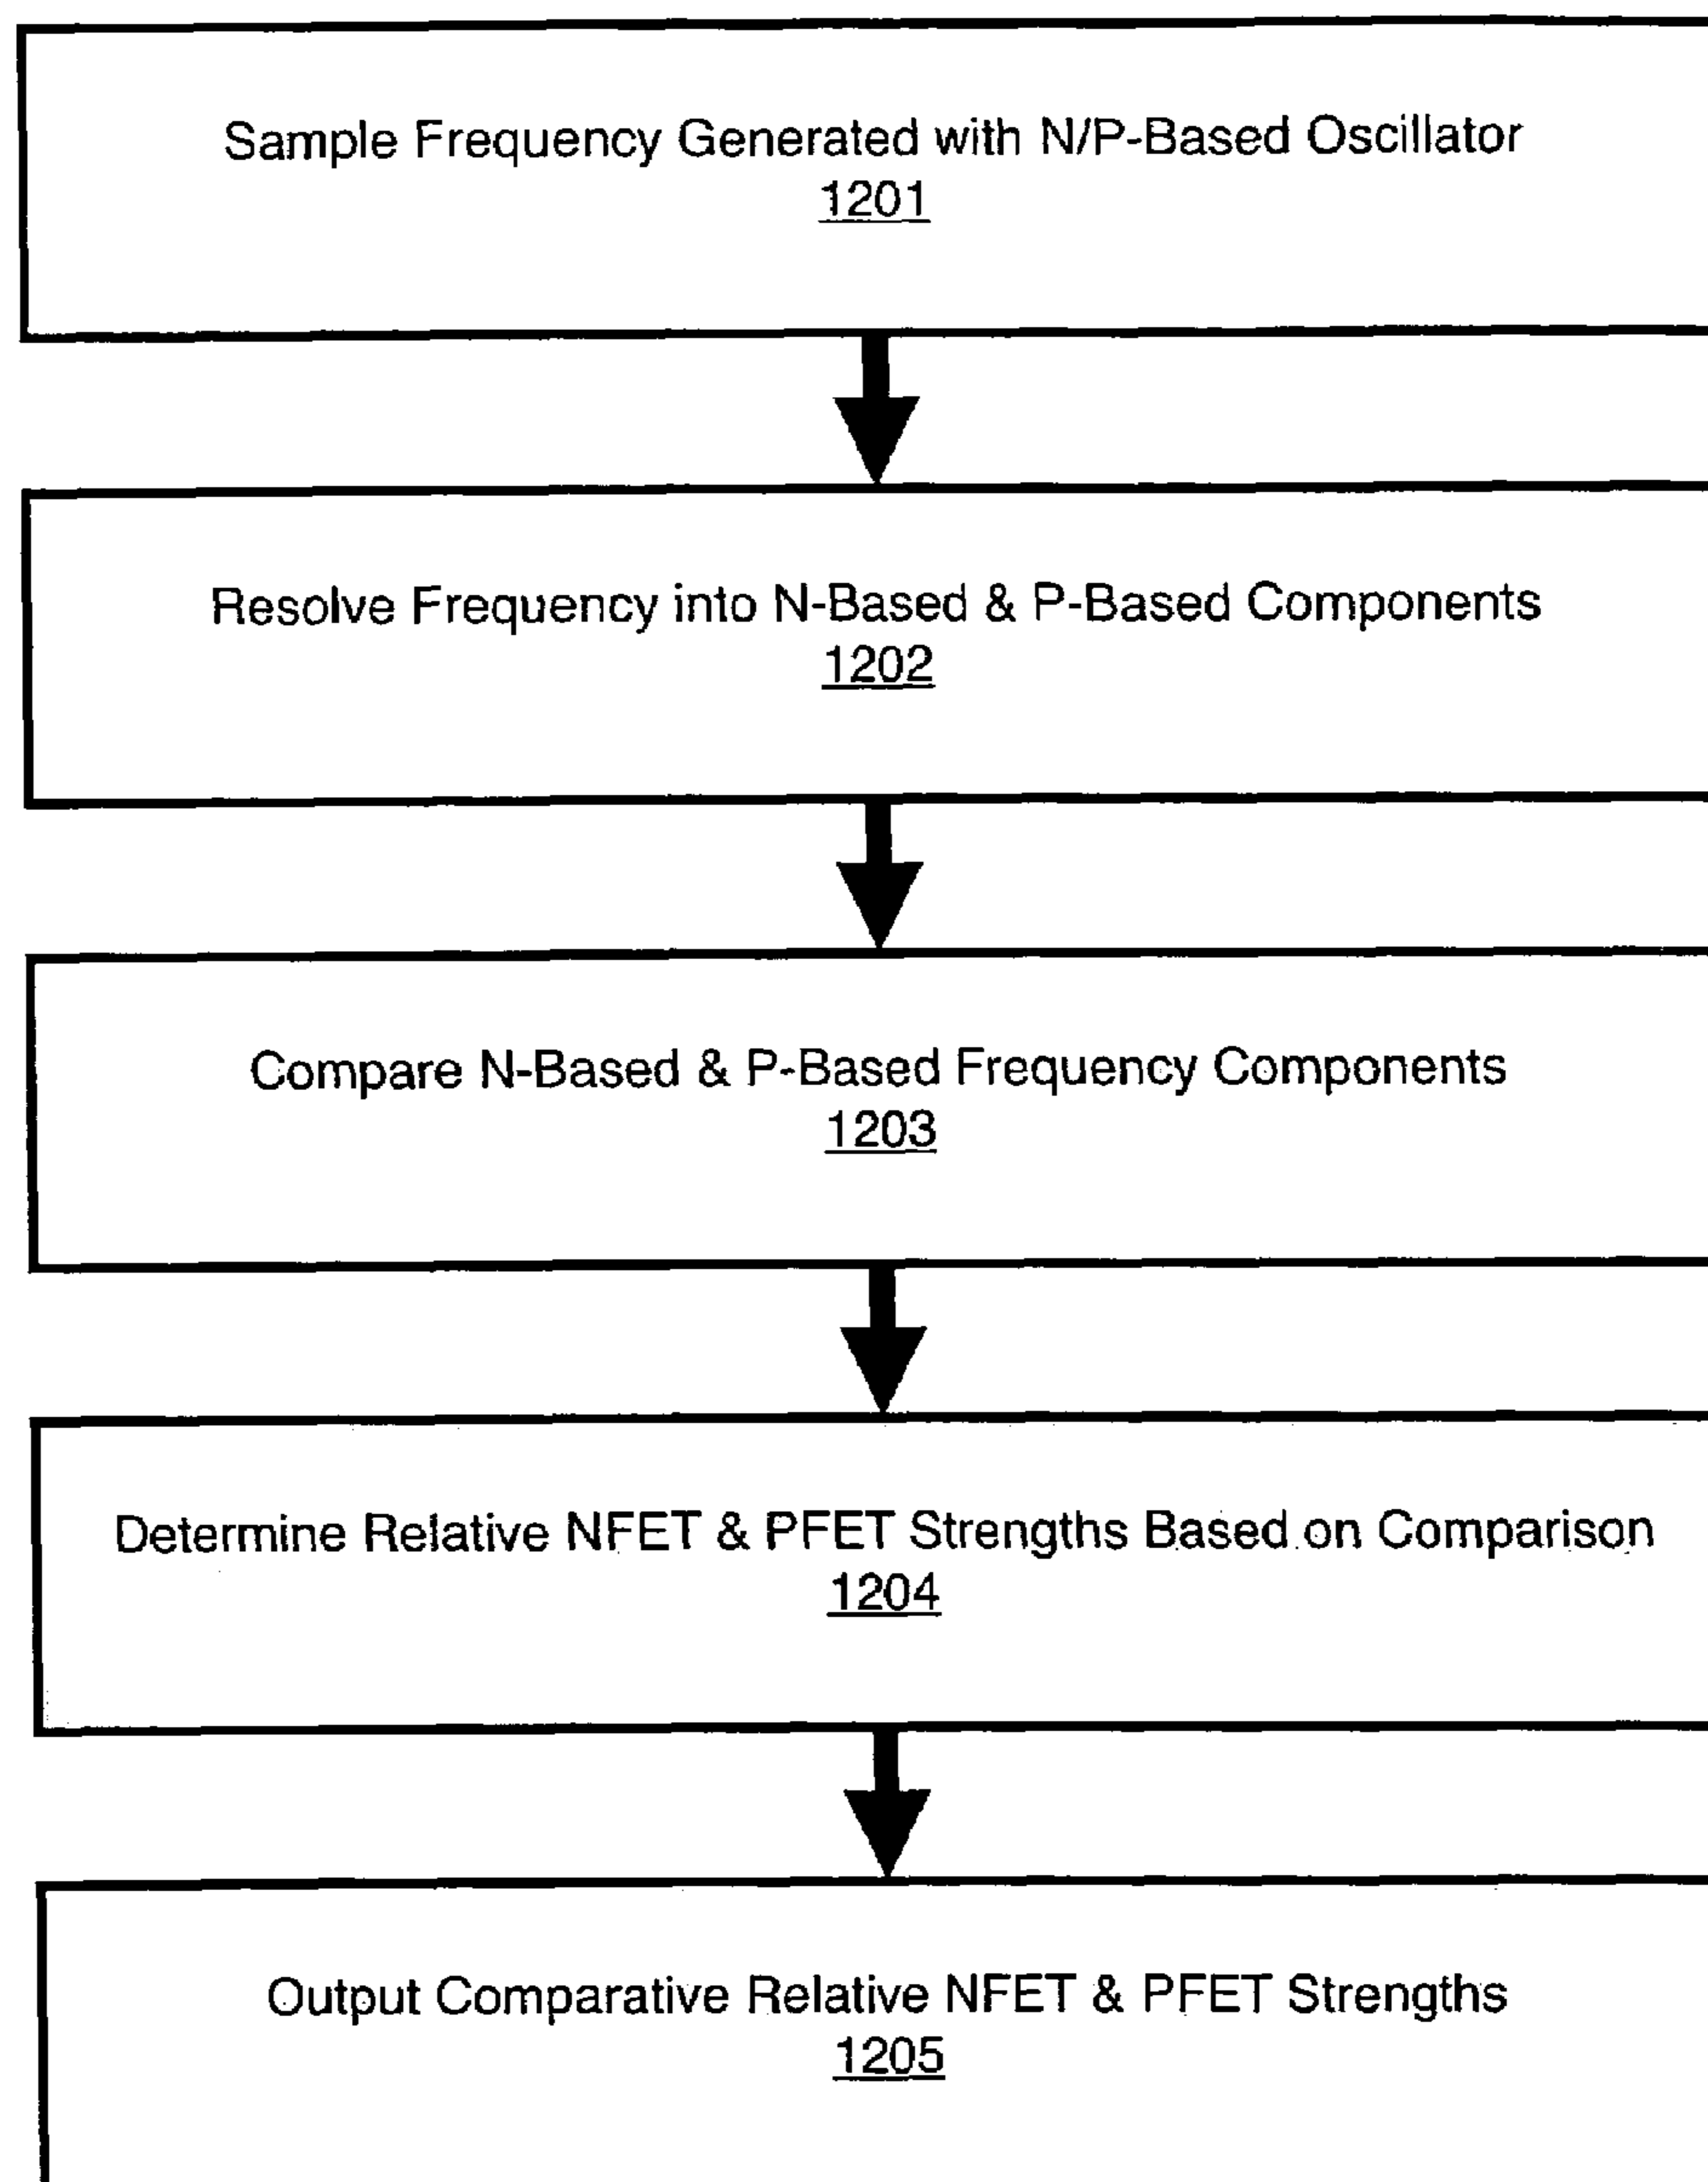 Sample Frequency Generated with N/P-Based Oscillator
1201
Resolve Frequency into N-Based & P-Based Components
1202
Compare N-Based & P-Based Frequency Components
1203
Determine Relative NFET & PFET Strengths Based on Comparison
1204
Output Comparative Relative NFET & PFET Strengths
1205